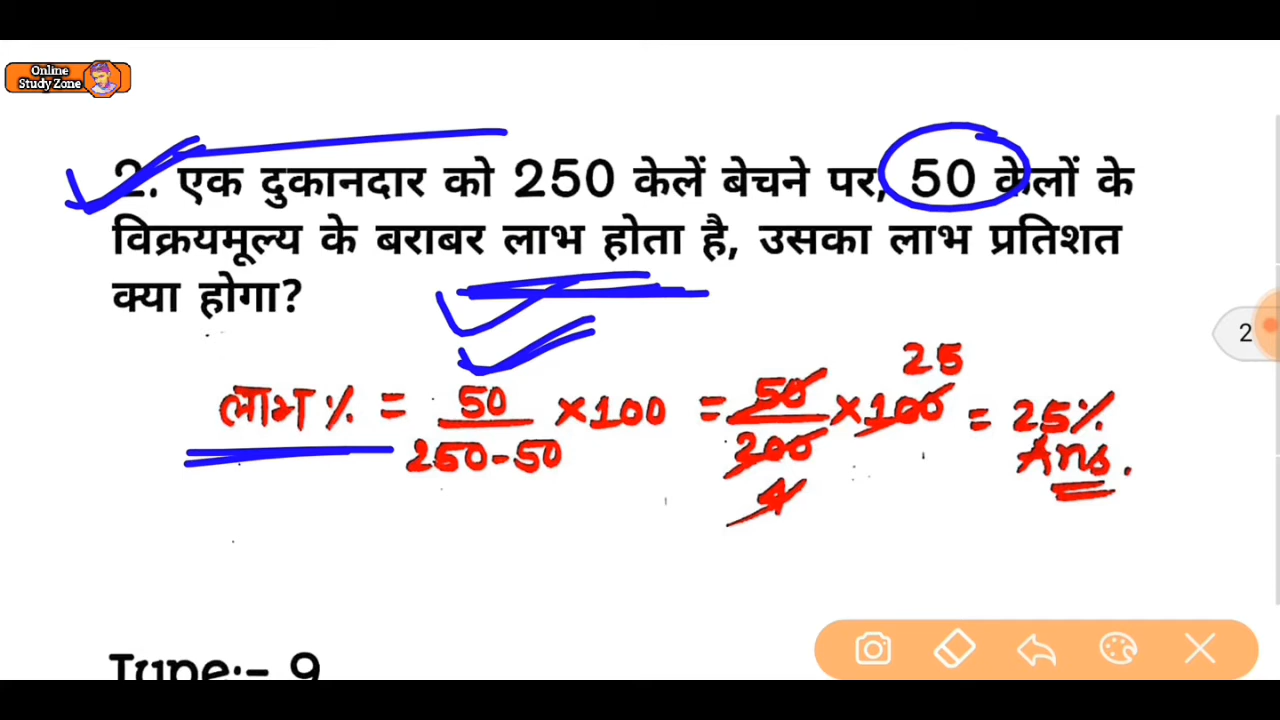 Online
Study Zone
2. एक दुकानदार को 250 केलें बेचने पर, 50 केलों के
विक्रयमूल्य के बराबर लाभ होता है, उसका लाभ प्रतिशत
क्या होगा?
2
लाभ % = 50/250-50 ×100 = 50/200 ×100 = 25%
25
4
Ans.
Type:- 9